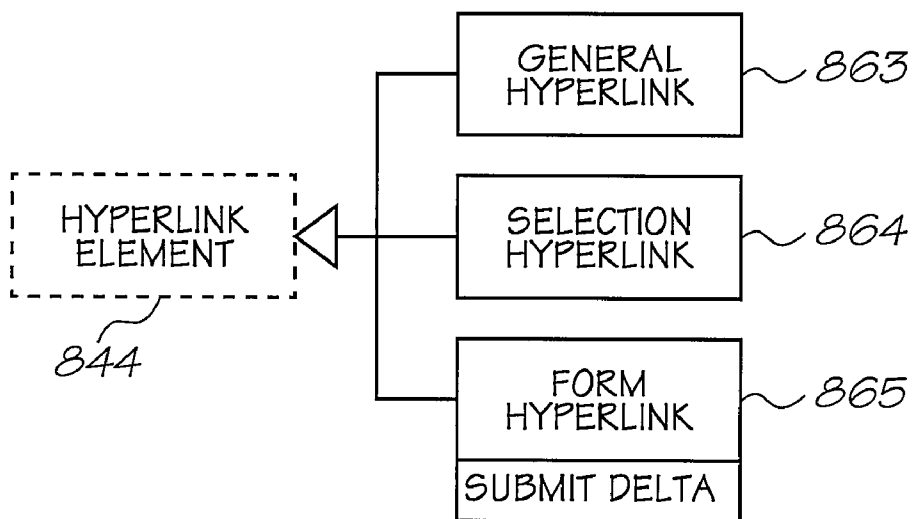 GENERAL
HYPERLINK
863
HYPERLINK
ELEMENT
844
SELECTION
HYPERLINK
864
FORM
HYPERLINK
865
SUBMIT DELTA